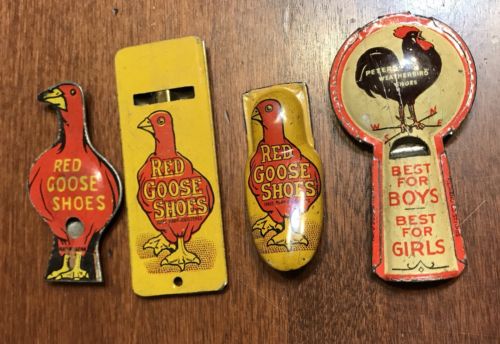 RED
GOOSE
SHOES
RED
GOOSE
SHOES
RED
GOOSE
SHOES
PETERS
WEATHERBIRD
SHOES
W
E
BEST
FOR
BOYS
BEST
FOR
GIRLS